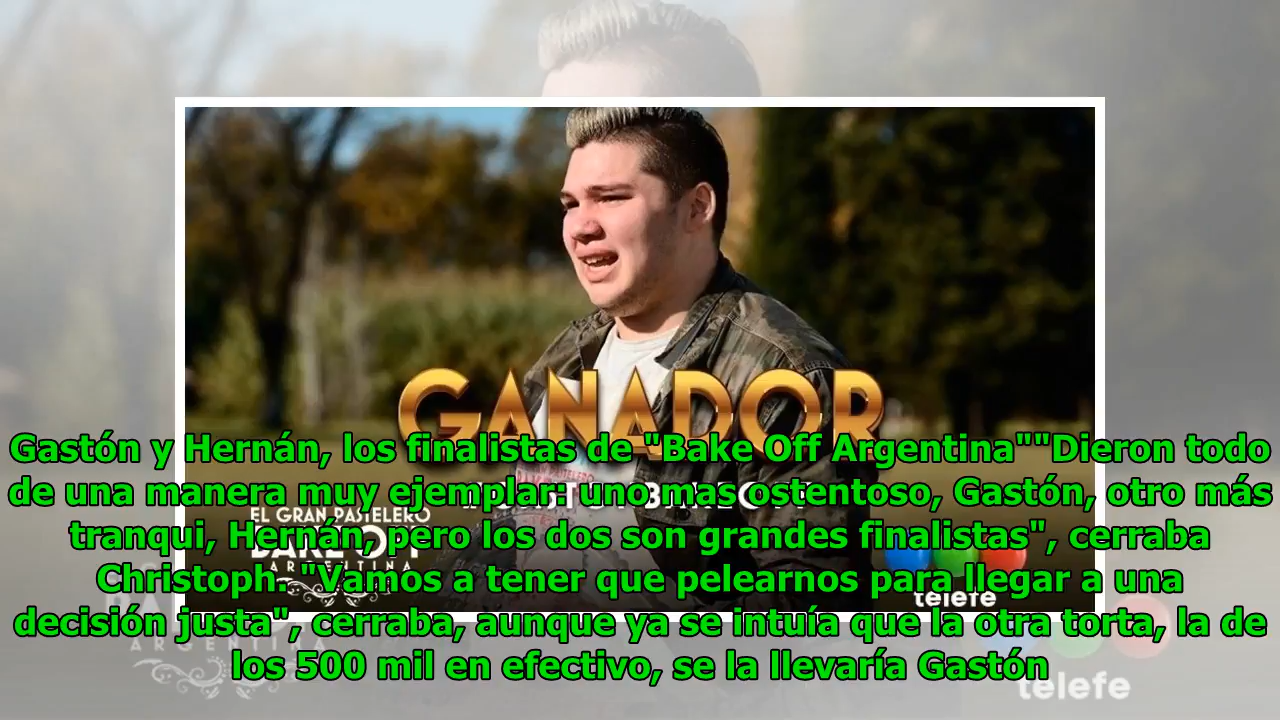 GANADOR
Gastón y Hernán, los finalistas de "Bake Off Argentina""Dieron todo
de una manera muy ejemplar: uno mas ostentoso, Gastón, otro más
tranqui, Hernán, pero los dos son grandes finalistas", cerraba
Christoph. "Vamos a tener que pelearnos para llegar a una
decisión justa", cerraba, aunque ya se intuía que la otra torta, la de
los 500 mil en efectivo, se la llevaría Gastón
EL GRAN PASTELERO
BAKE OFF
ARGENTINA
telefe
ARGENTINA
telefe